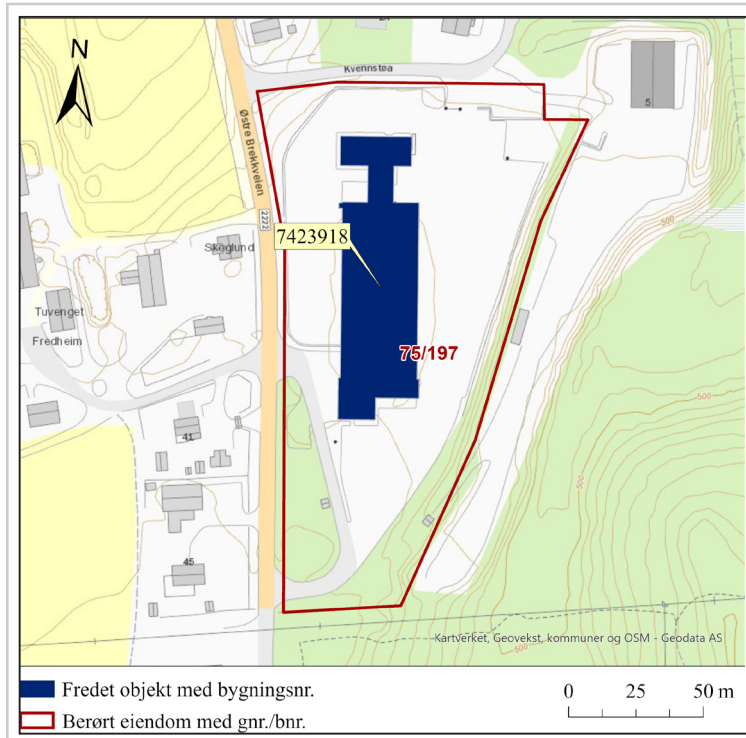 N
Kvennstøa
5
Østre Brekkveien
2222
500
Skoglund
7423918
Tuvenget
Fredheim
75/197
500
41
500
45
Kartverket, Geovekst, kommuner og OSM - Geodata AS
500
Fredet objekt med bygningsnr.
0 25 50 m
Berørt eiendom med gnr./bnr.